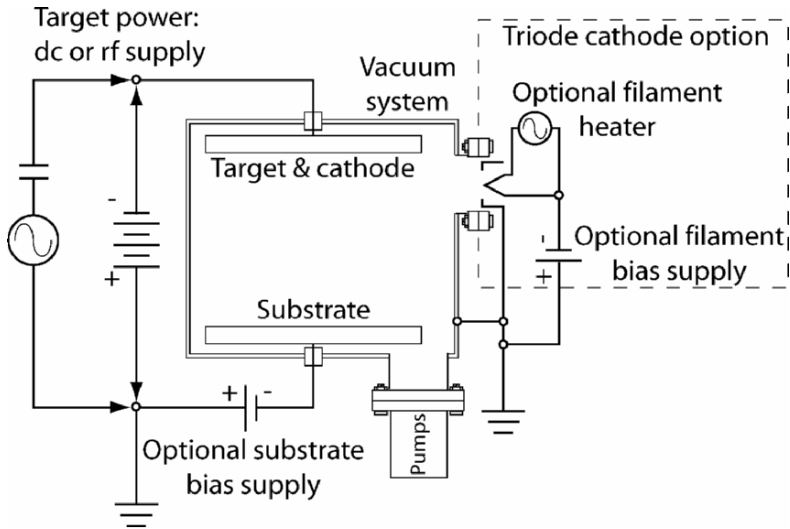 Target power:
dc or rf supply
Triode cathode option
Vacuum
system
Optional filament
heater
Target & cathode
-
+
-
+
Optional filament
bias supply
Substrate
+ -
Optional substrate
bias supply
Pumps